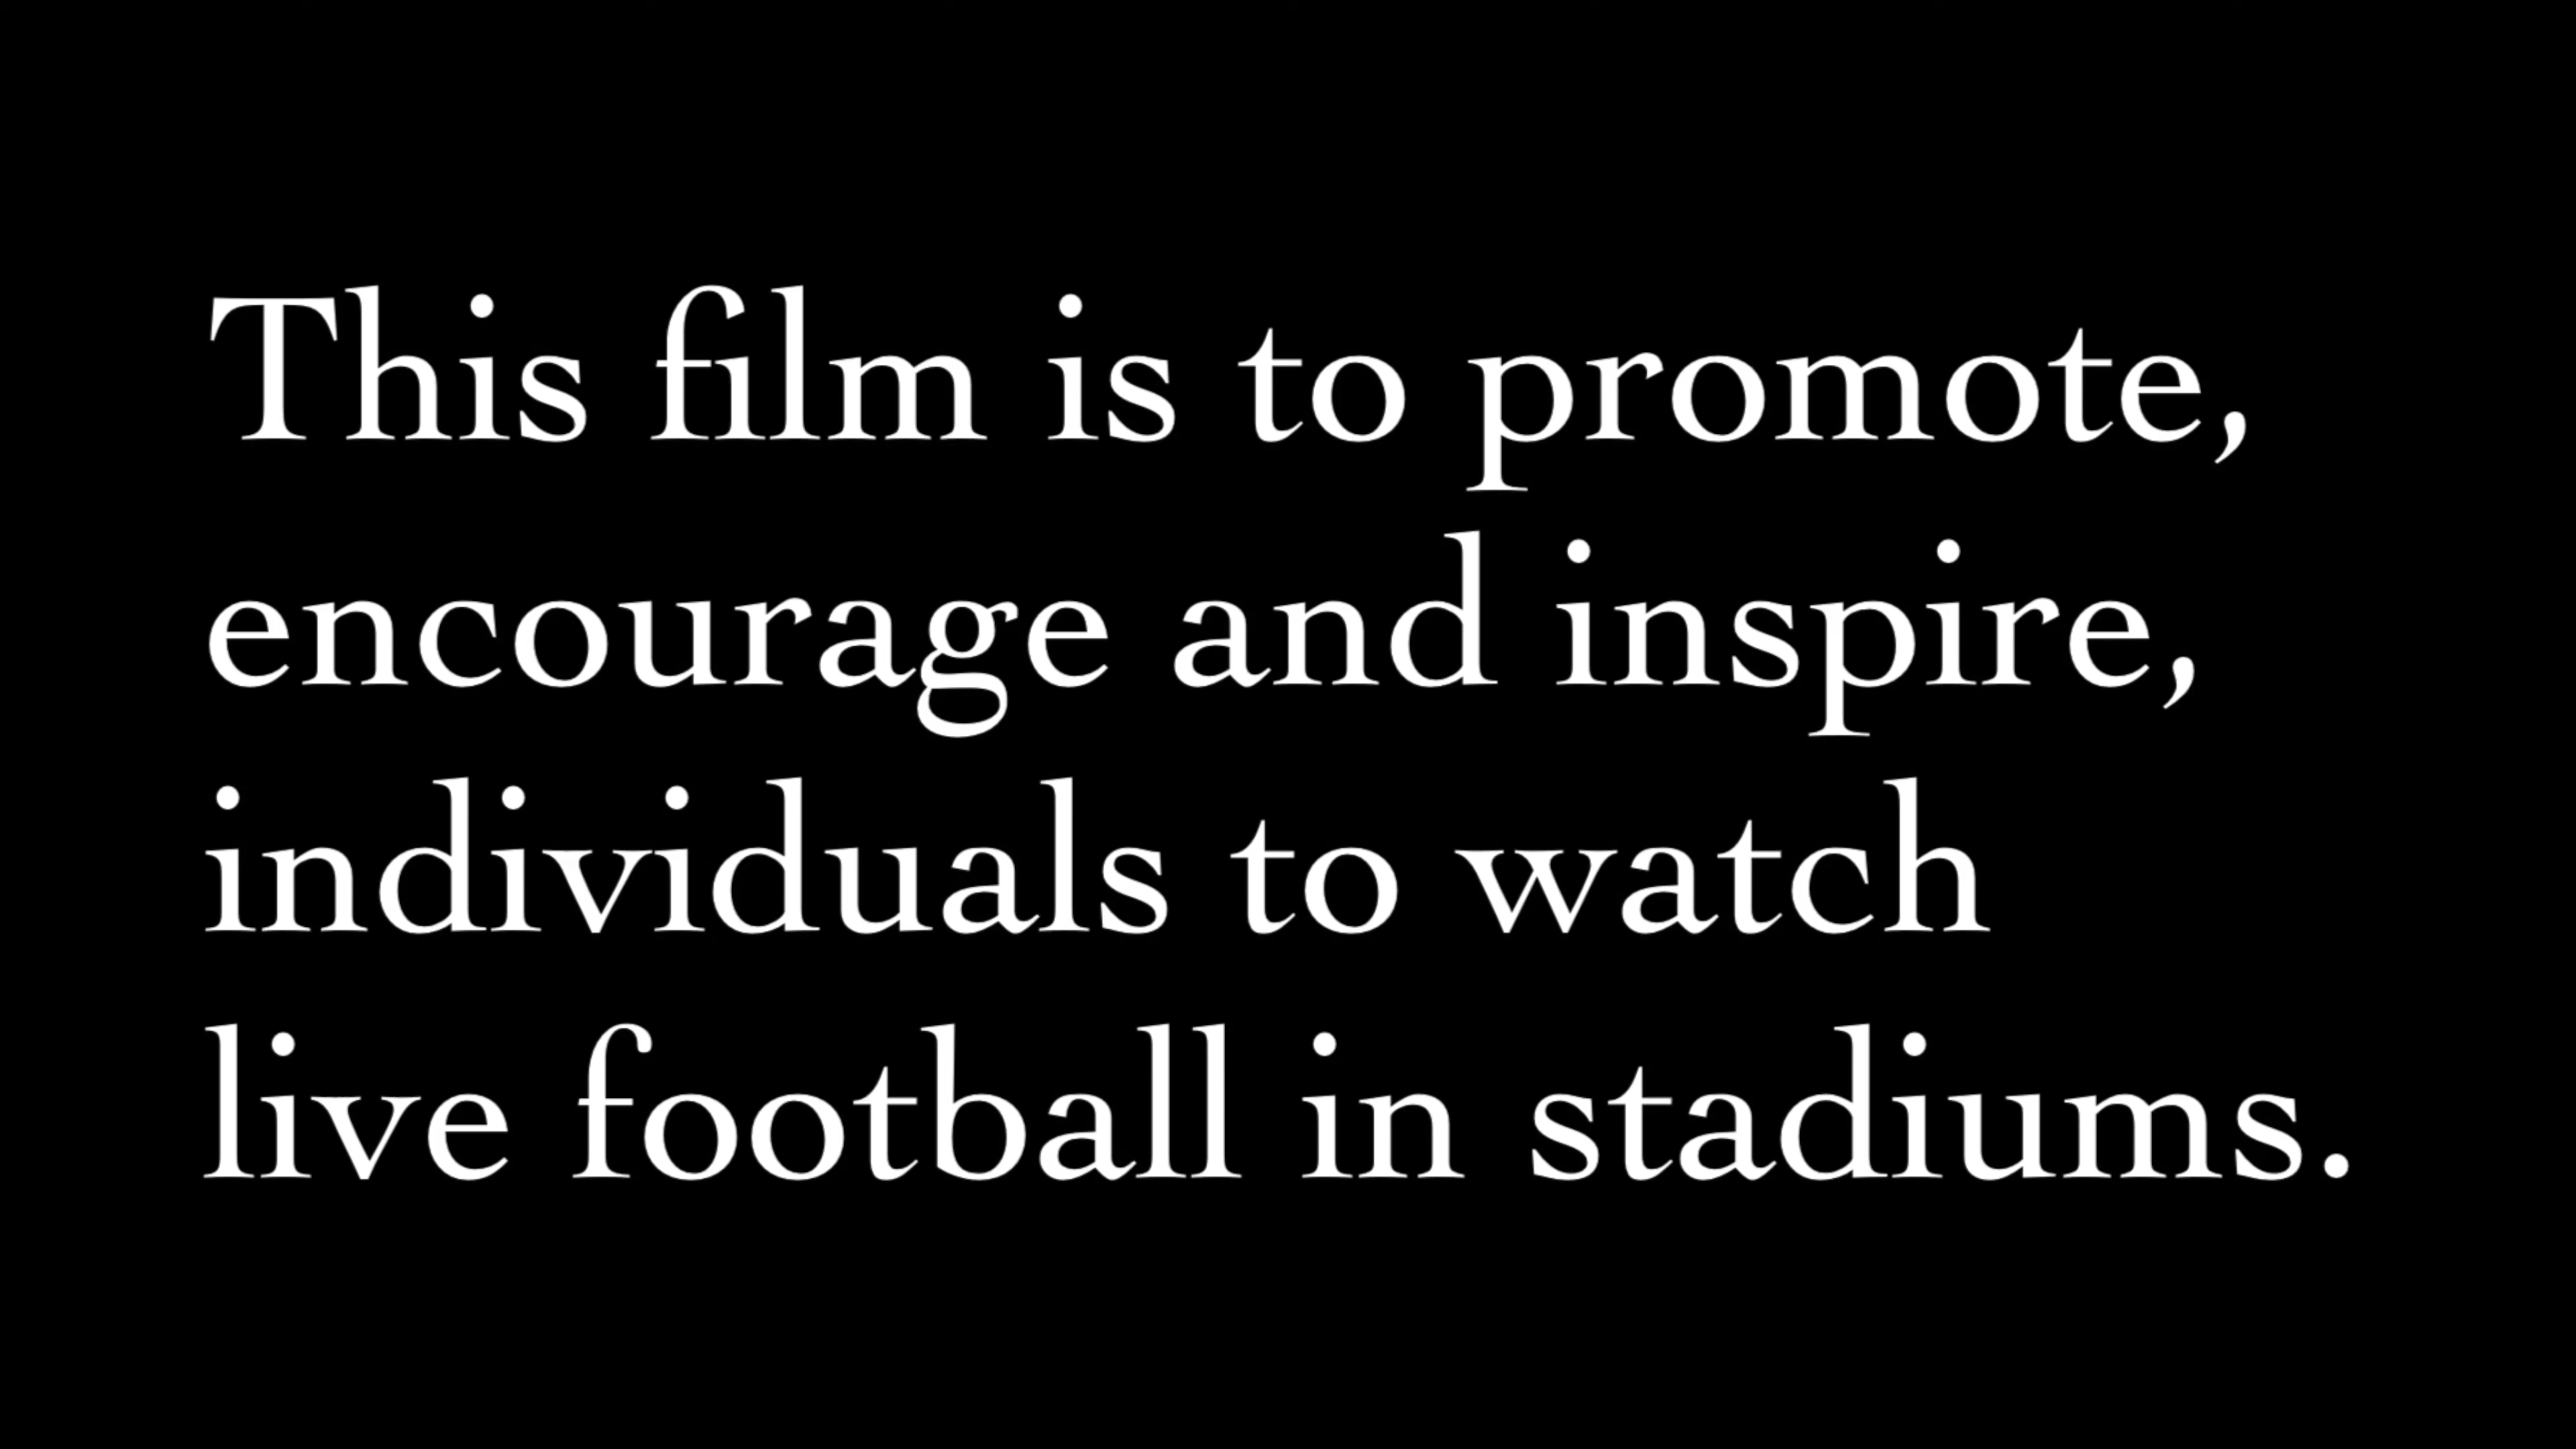 This film is to promote,
encourage and inspire,
individuals to watch
live football in stadiums.